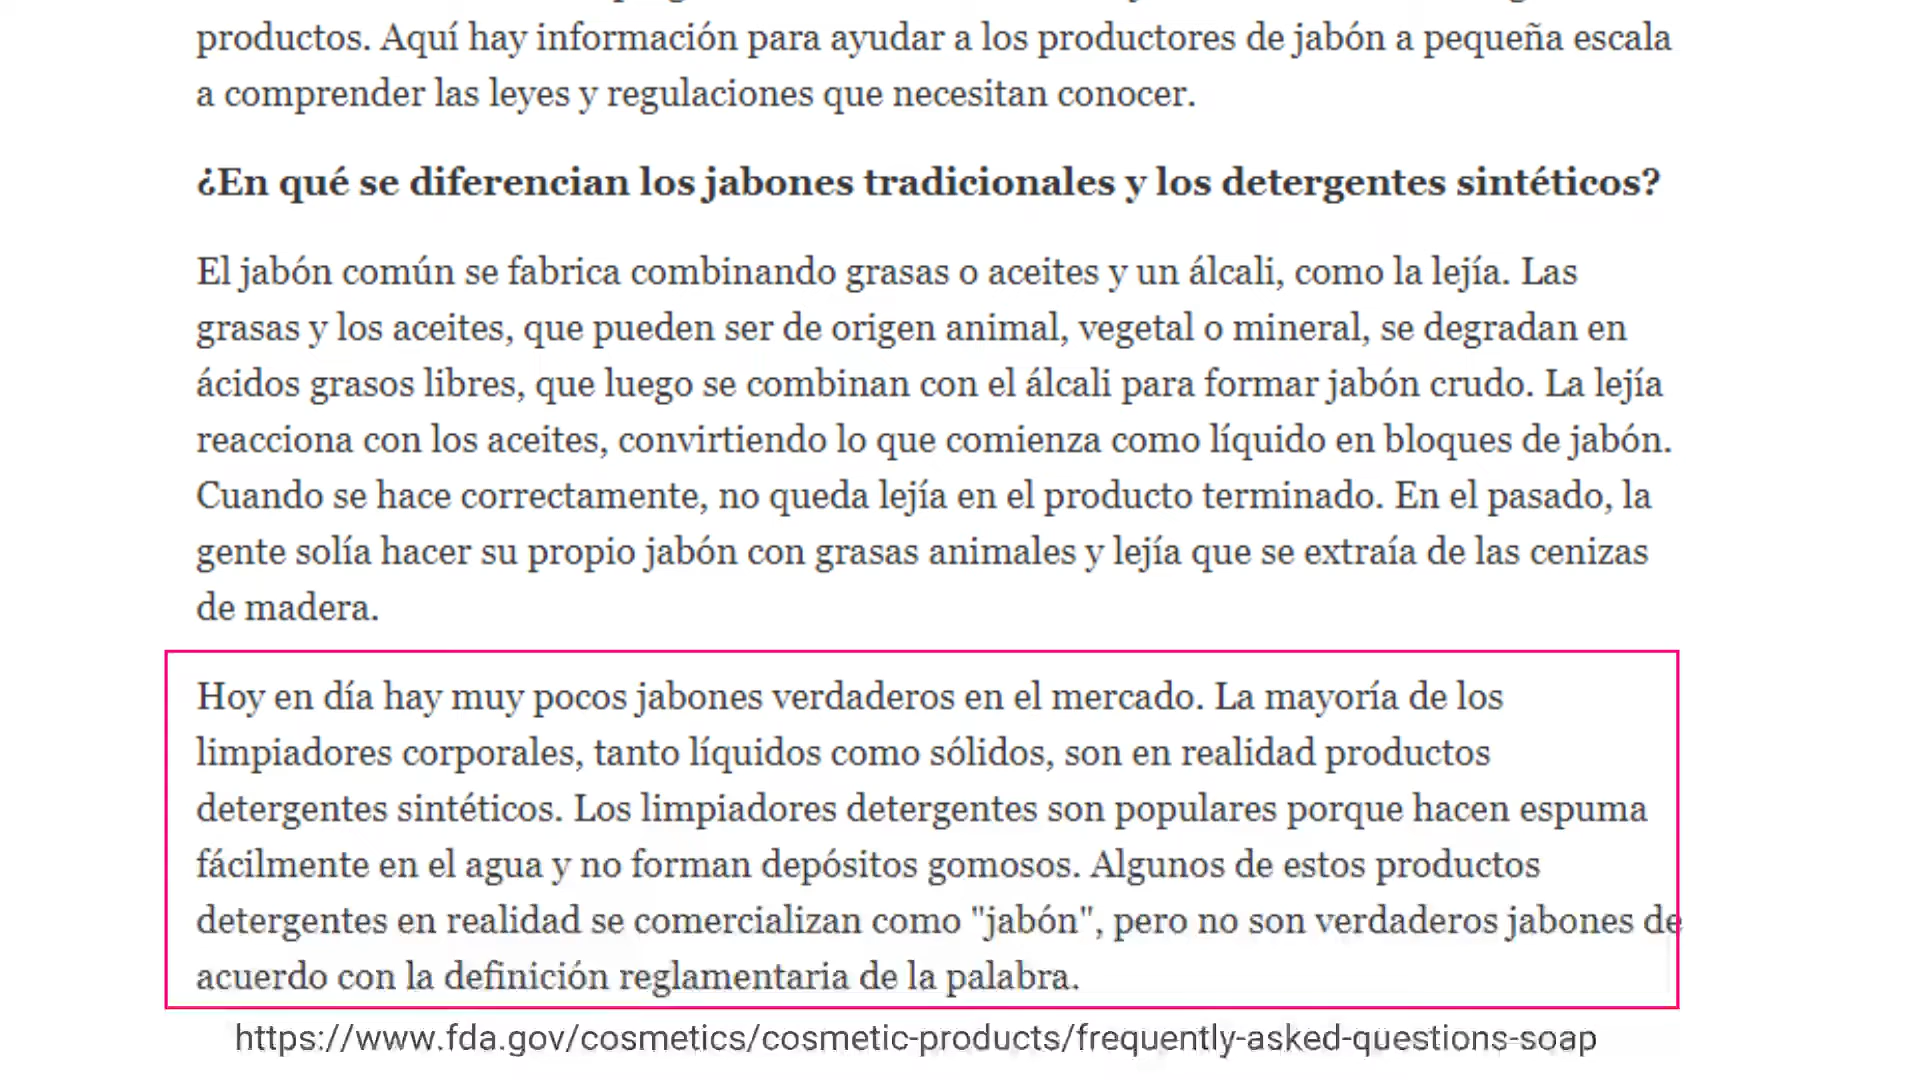 productos. Aquí hay información para ayudar a los productores de jabón a pequeña escala
a comprender las leyes y regulaciones que necesitan conocer.
¿En qué se diferencian los jabones tradicionales y los detergentes sintéticos?
El jabón común se fabrica combinando grasas o aceites y un álcali, como la lejía. Las
grasas y los aceites, que pueden ser de origen animal, vegetal o mineral, se degradan en
ácidos grasos libres, que luego se combinan con el álcali para formar jabón crudo. La lejía
reacciona con los aceites, convirtiendo lo que comienza como líquido en bloques de jabón.
Cuando se hace correctamente, no queda lejía en el producto terminado. En el pasado, la
gente solía hacer su propio jabón con grasas animales y lejía que se extraía de las cenizas
de madera.
Hoy en día hay muy pocos jabones verdaderos en el mercado. La mayoría de los
limpiadores corporales, tanto líquidos como sólidos, son en realidad productos
detergentes sintéticos. Los limpiadores detergentes son populares porque hacen espuma
fácilmente en el agua y no forman depósitos gomosos. Algunos de estos productos
detergentes en realidad se comercializan como "jabón", pero no son verdaderos jabones de
acuerdo con la definición reglamentaria de la palabra.
https://www.fda.gov/cosmetics/cosmetic-products/frequently-asked-questions-soap